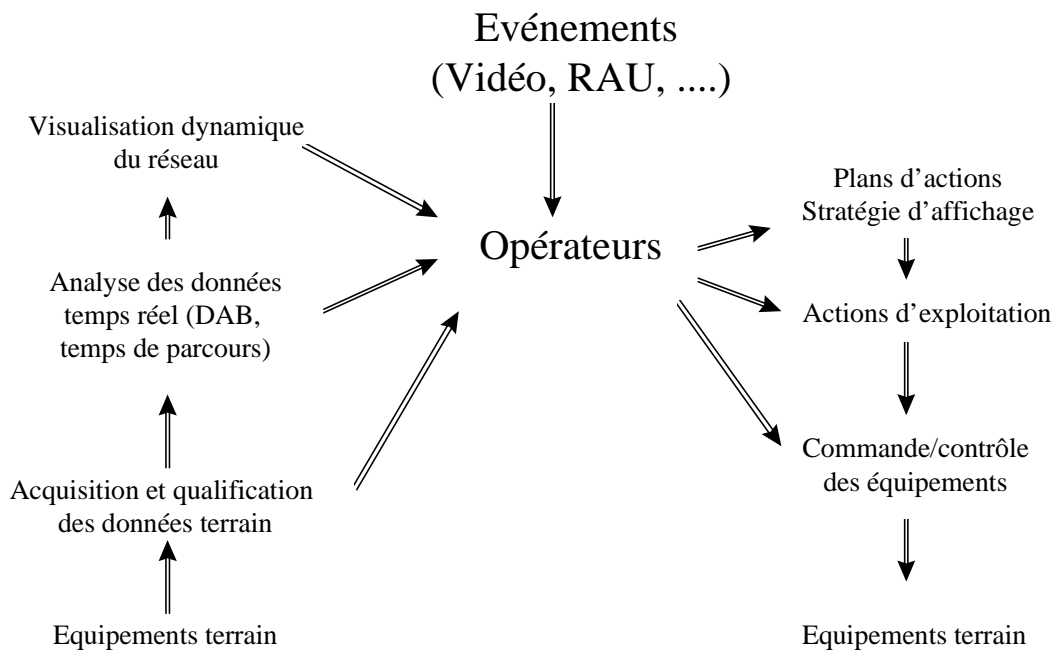 Evénements
(Vidéo, RAU, ....)
Visualisation dynamique
du réseau
Plans d’actions
Stratégie d’affichage
Opérateurs
Analyse des données
temps réel (DAB,
temps de parcours)
Actions d’exploitation
Commande/contrôle
des équipements
Acquisition et qualification
des données terrain
Equipements terrain
Equipements terrain